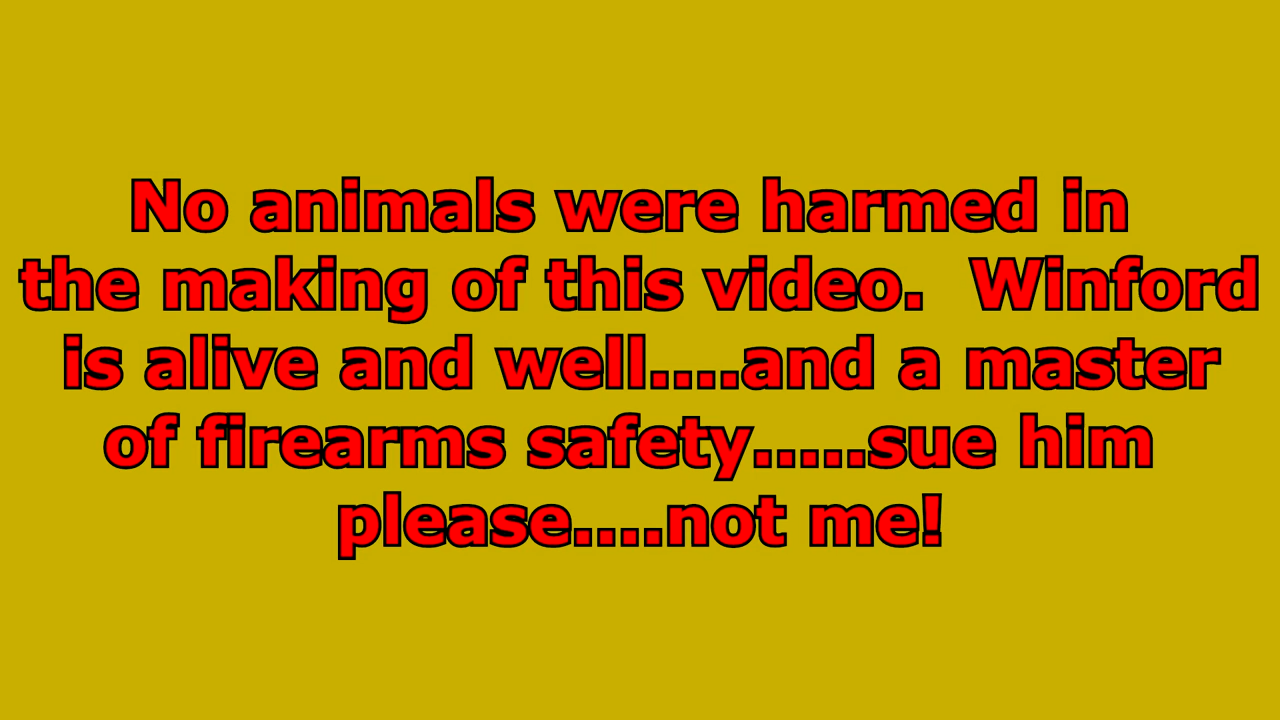 No animals were harmed in
the making of this video.  Winford
is alive and well....and a master
of firearms safety.....sue him
please....not me!